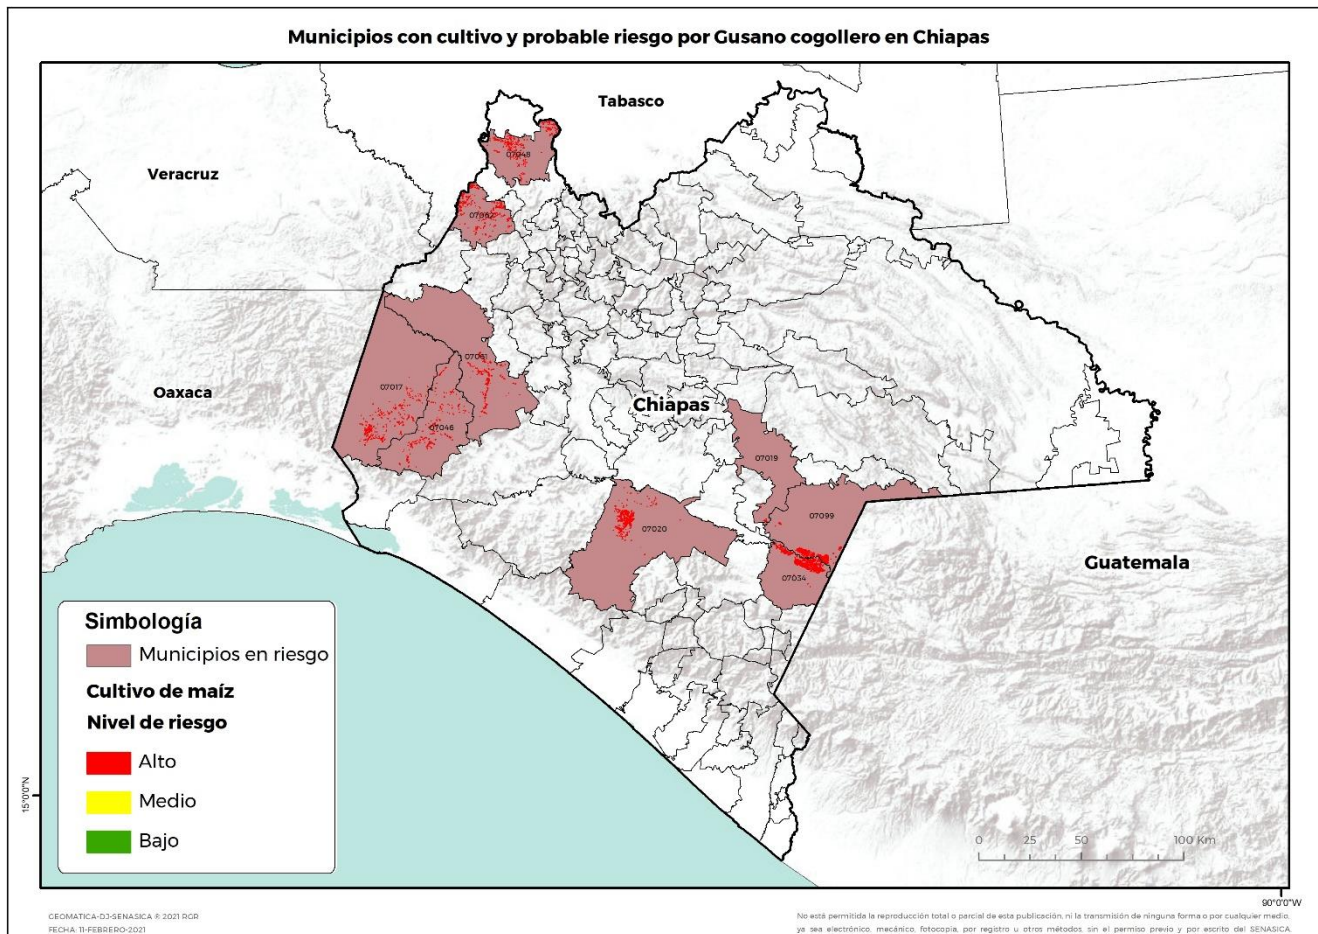 Municipios con cultivo y probable riesgo por Gusano cogollero en Chiapas
Tabasco
Veracruz
07048
07062
Oaxaca
07061
07017
07046
Chiapas
07019
07020
07099
07034
Guatemala
Simbología
Municipios en riesgo
Cultivo de maíz
Nivel de riesgo
Alto
Medio
Bajo
15°0'0"N
0 25 50 100 Km
90°0'0"W
GEOMATICA-DJ-SENASICA ® 2021 RGR
FECHA: 11-FEBRERO-2021
No está permitida la reproducción total o parcial de esta publicación, ni la transmisión de ninguna forma o por cualquier medio,
ya sea electrónico, mecánico, fotocopia, por registro u otros métodos, sin el permiso previo y por escrito del SENASICA.